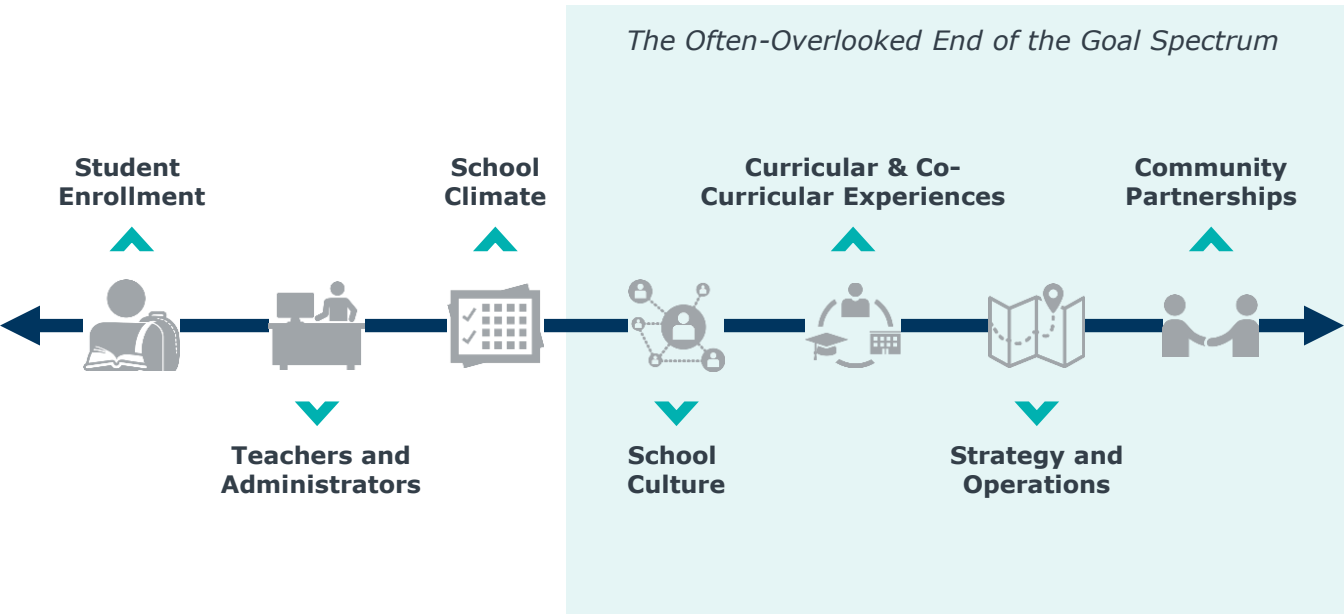 The Often-Overlooked End of the Goal Spectrum
Student
Enrollment
School
Climate
Curricular & Co-
Curricular Experiences
Community
Partnerships
Teachers and
Administrators
School
Culture
Strategy and
Operations